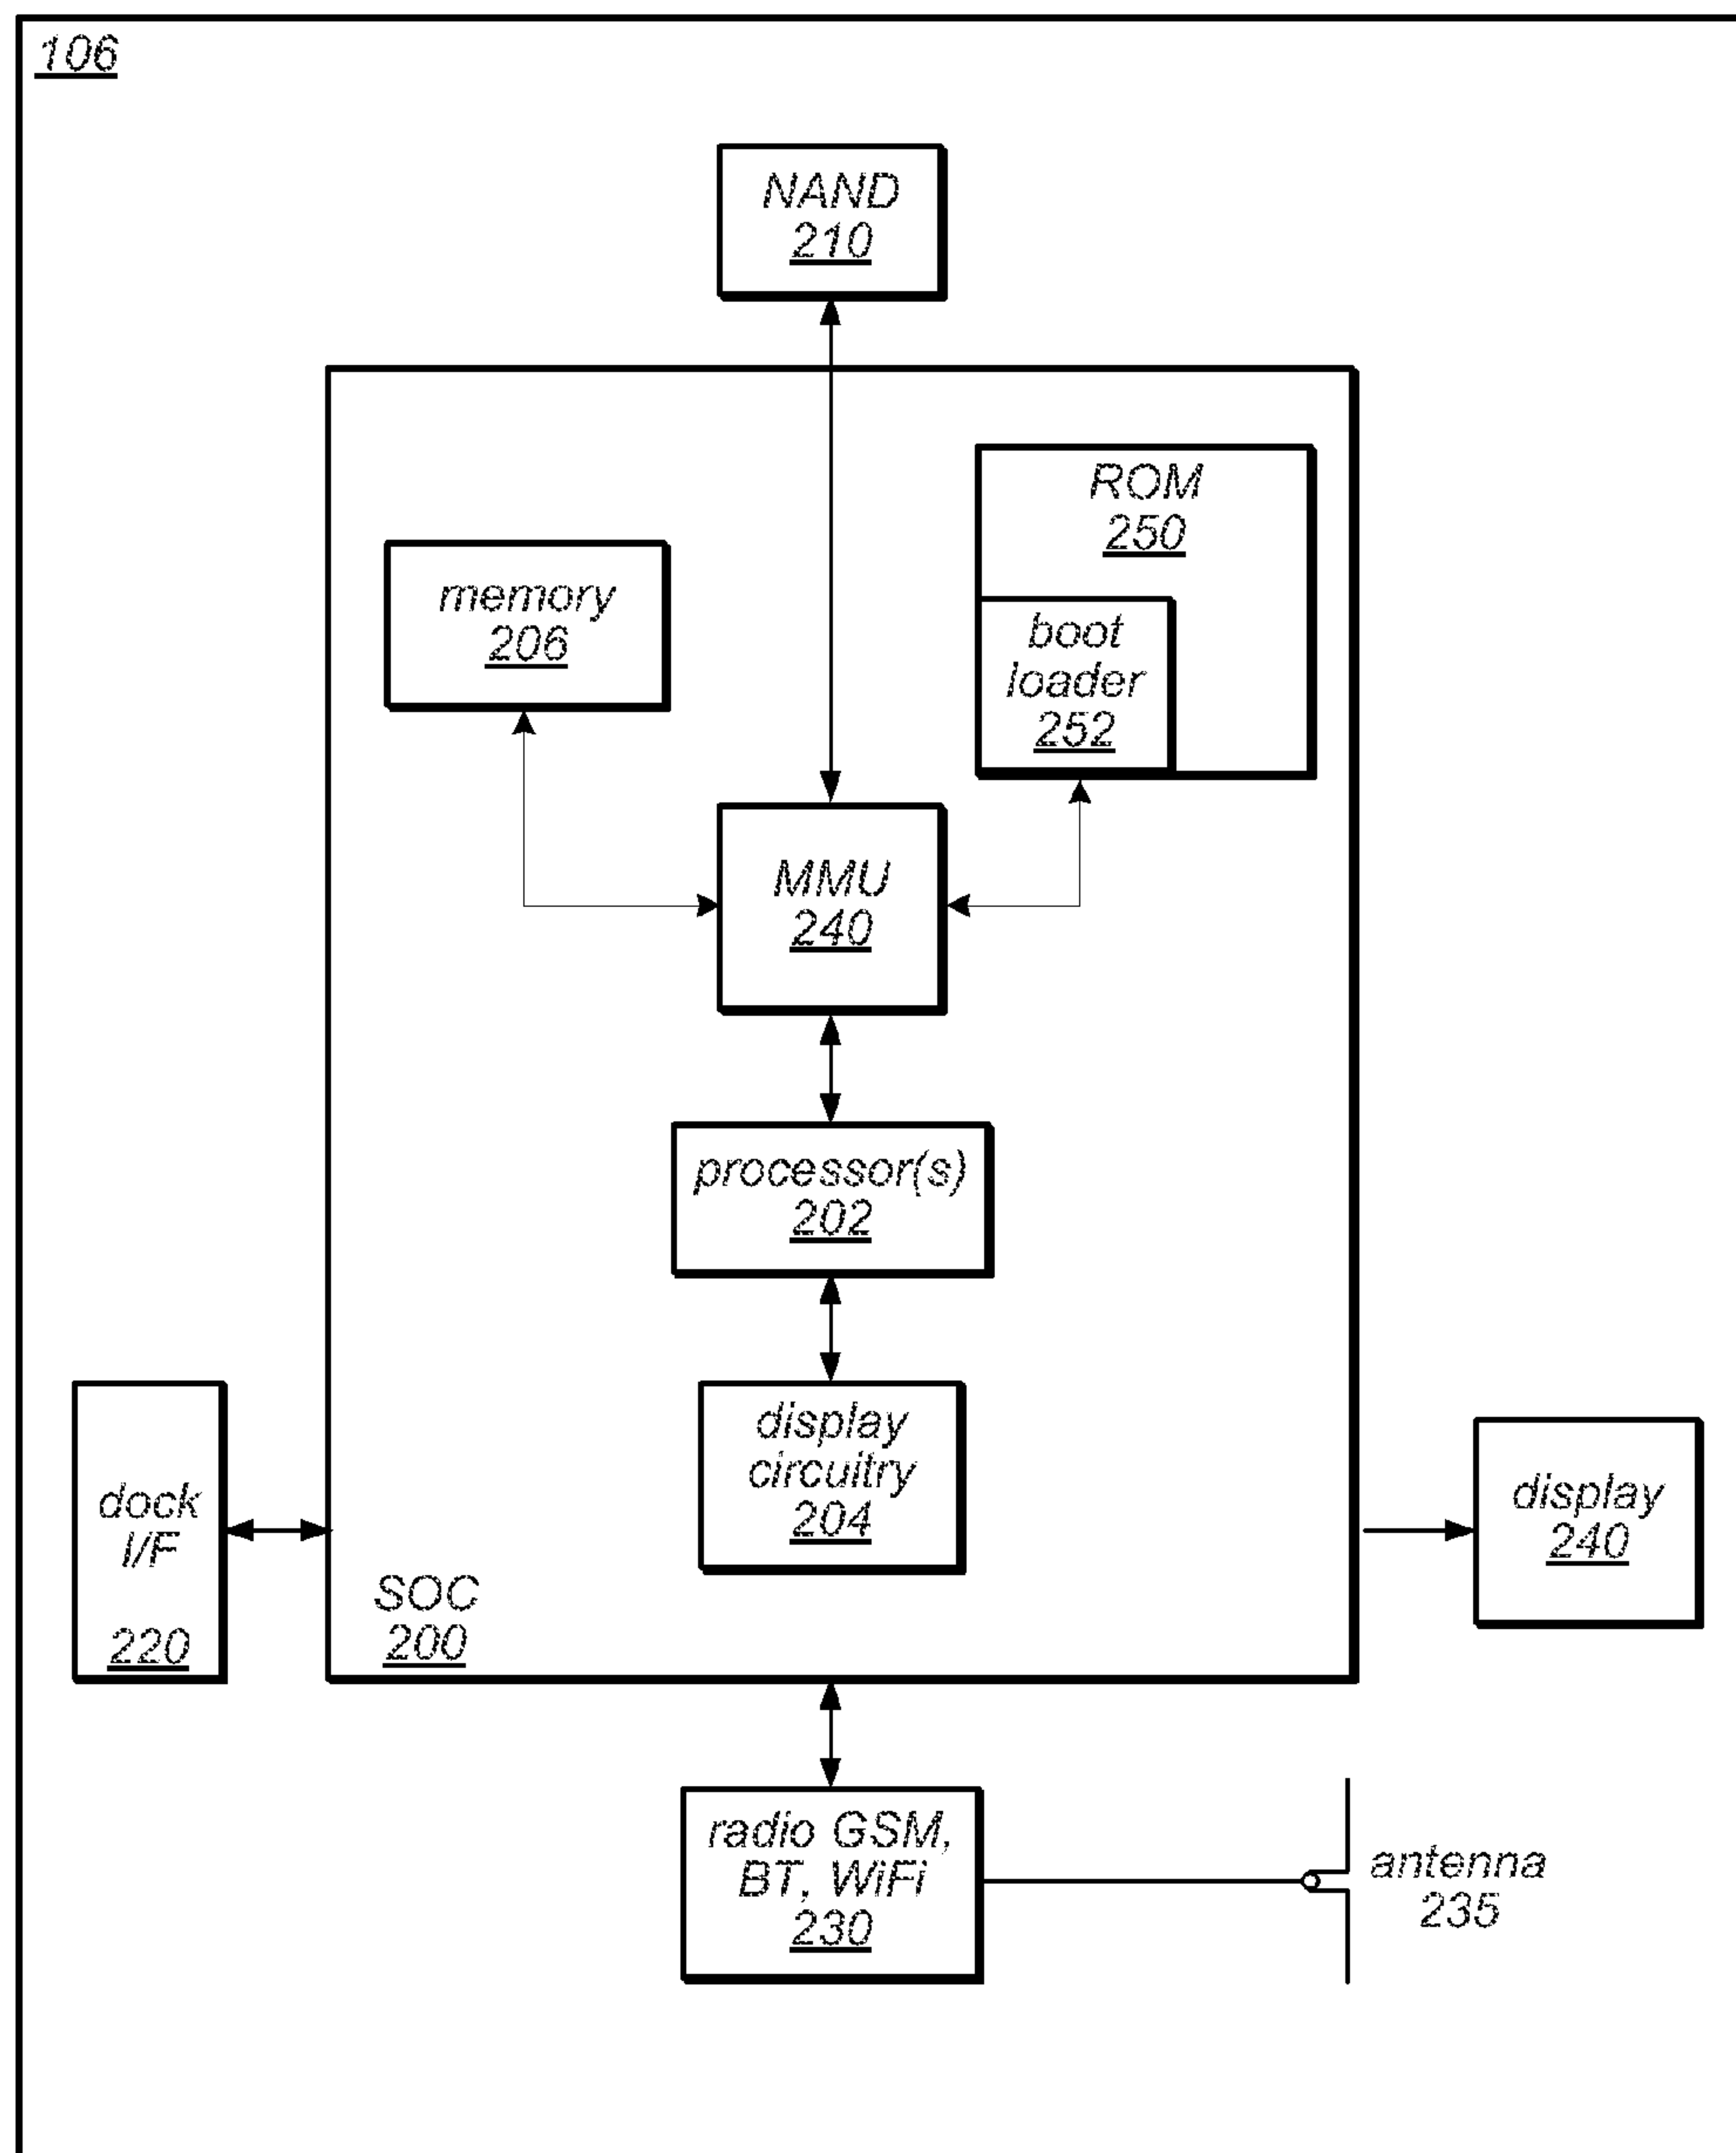 106
NAND
210
ROM
250
memory
206
boot
loader
252
MMU
240
processor(s)
202
display
circuitry
204
dock
I/F
220
SOC
200
display
240
radio GSM,
BT, WiFi
230
antenna
235